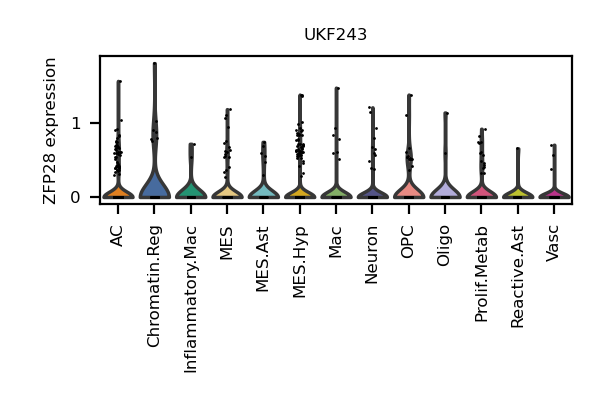 UKF243
ZFP28 expression
1
0
AC
Chromatin.Reg
Inflammatory.Mac
MES
MES.Ast
MES.Hyp
Mac
Neuron
OPC
Oligo
Prolif.Metab
Reactive.Ast
Vasc